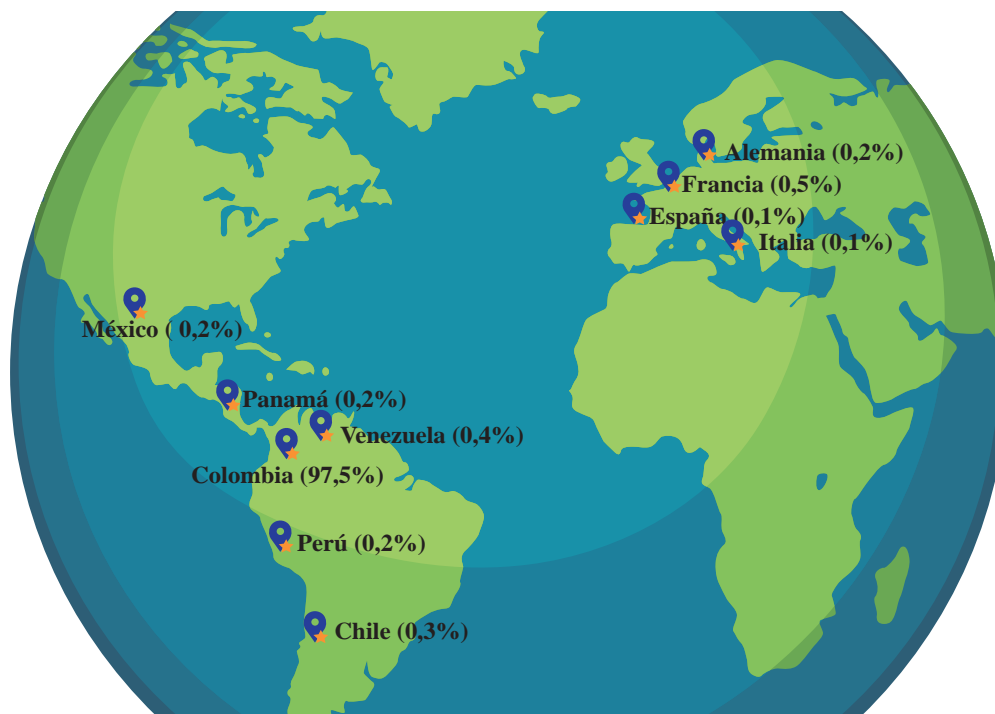 Alemania (0,2%)
Francia (0,5%)
España (0,1%)
Italia (0,1%)
México ( 0,2%)
Panamá (0,2%)
Venezuela (0,4%)
Colombia (97,5%)
Perú (0,2%)
Chile (0,3%)